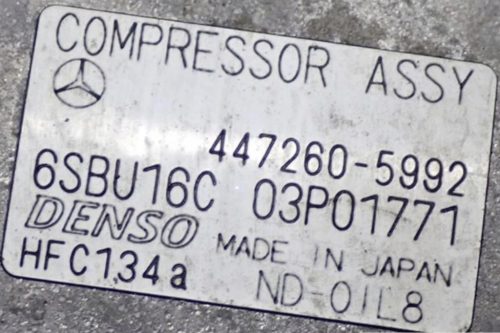 COMPRESSOR ASSY
447260-5992
6SBU16C 03P01771
DENSO MADE IN JAPAN
HFC134a ND-OIL8